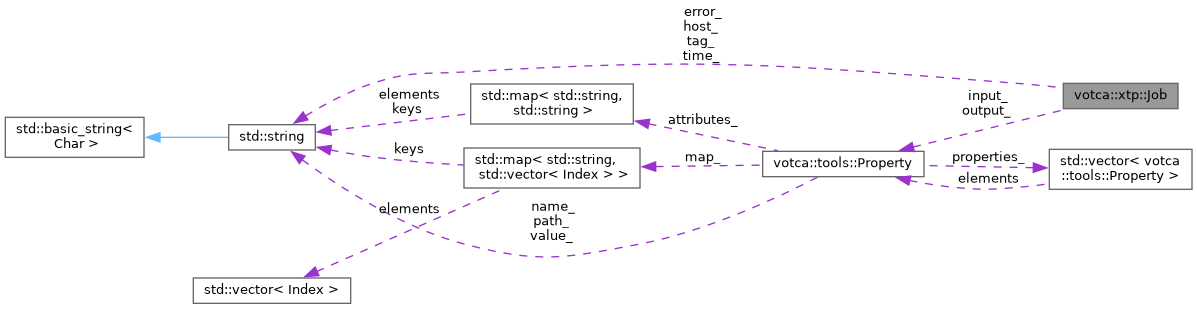 error_
host_
tag_
time_
votca::xtp::Job
std::map< std::string,
std::string >
elements
keys
input_
output_
attributes_
std::basic_string<
Char >
std::string
keys
std::map< std::string,
std::vector< Index > >
map_
votca::tools::Property
properties_
elements
std::vector< votca
::tools::Property >
elements
name_
path_
value_
std::vector< Index >